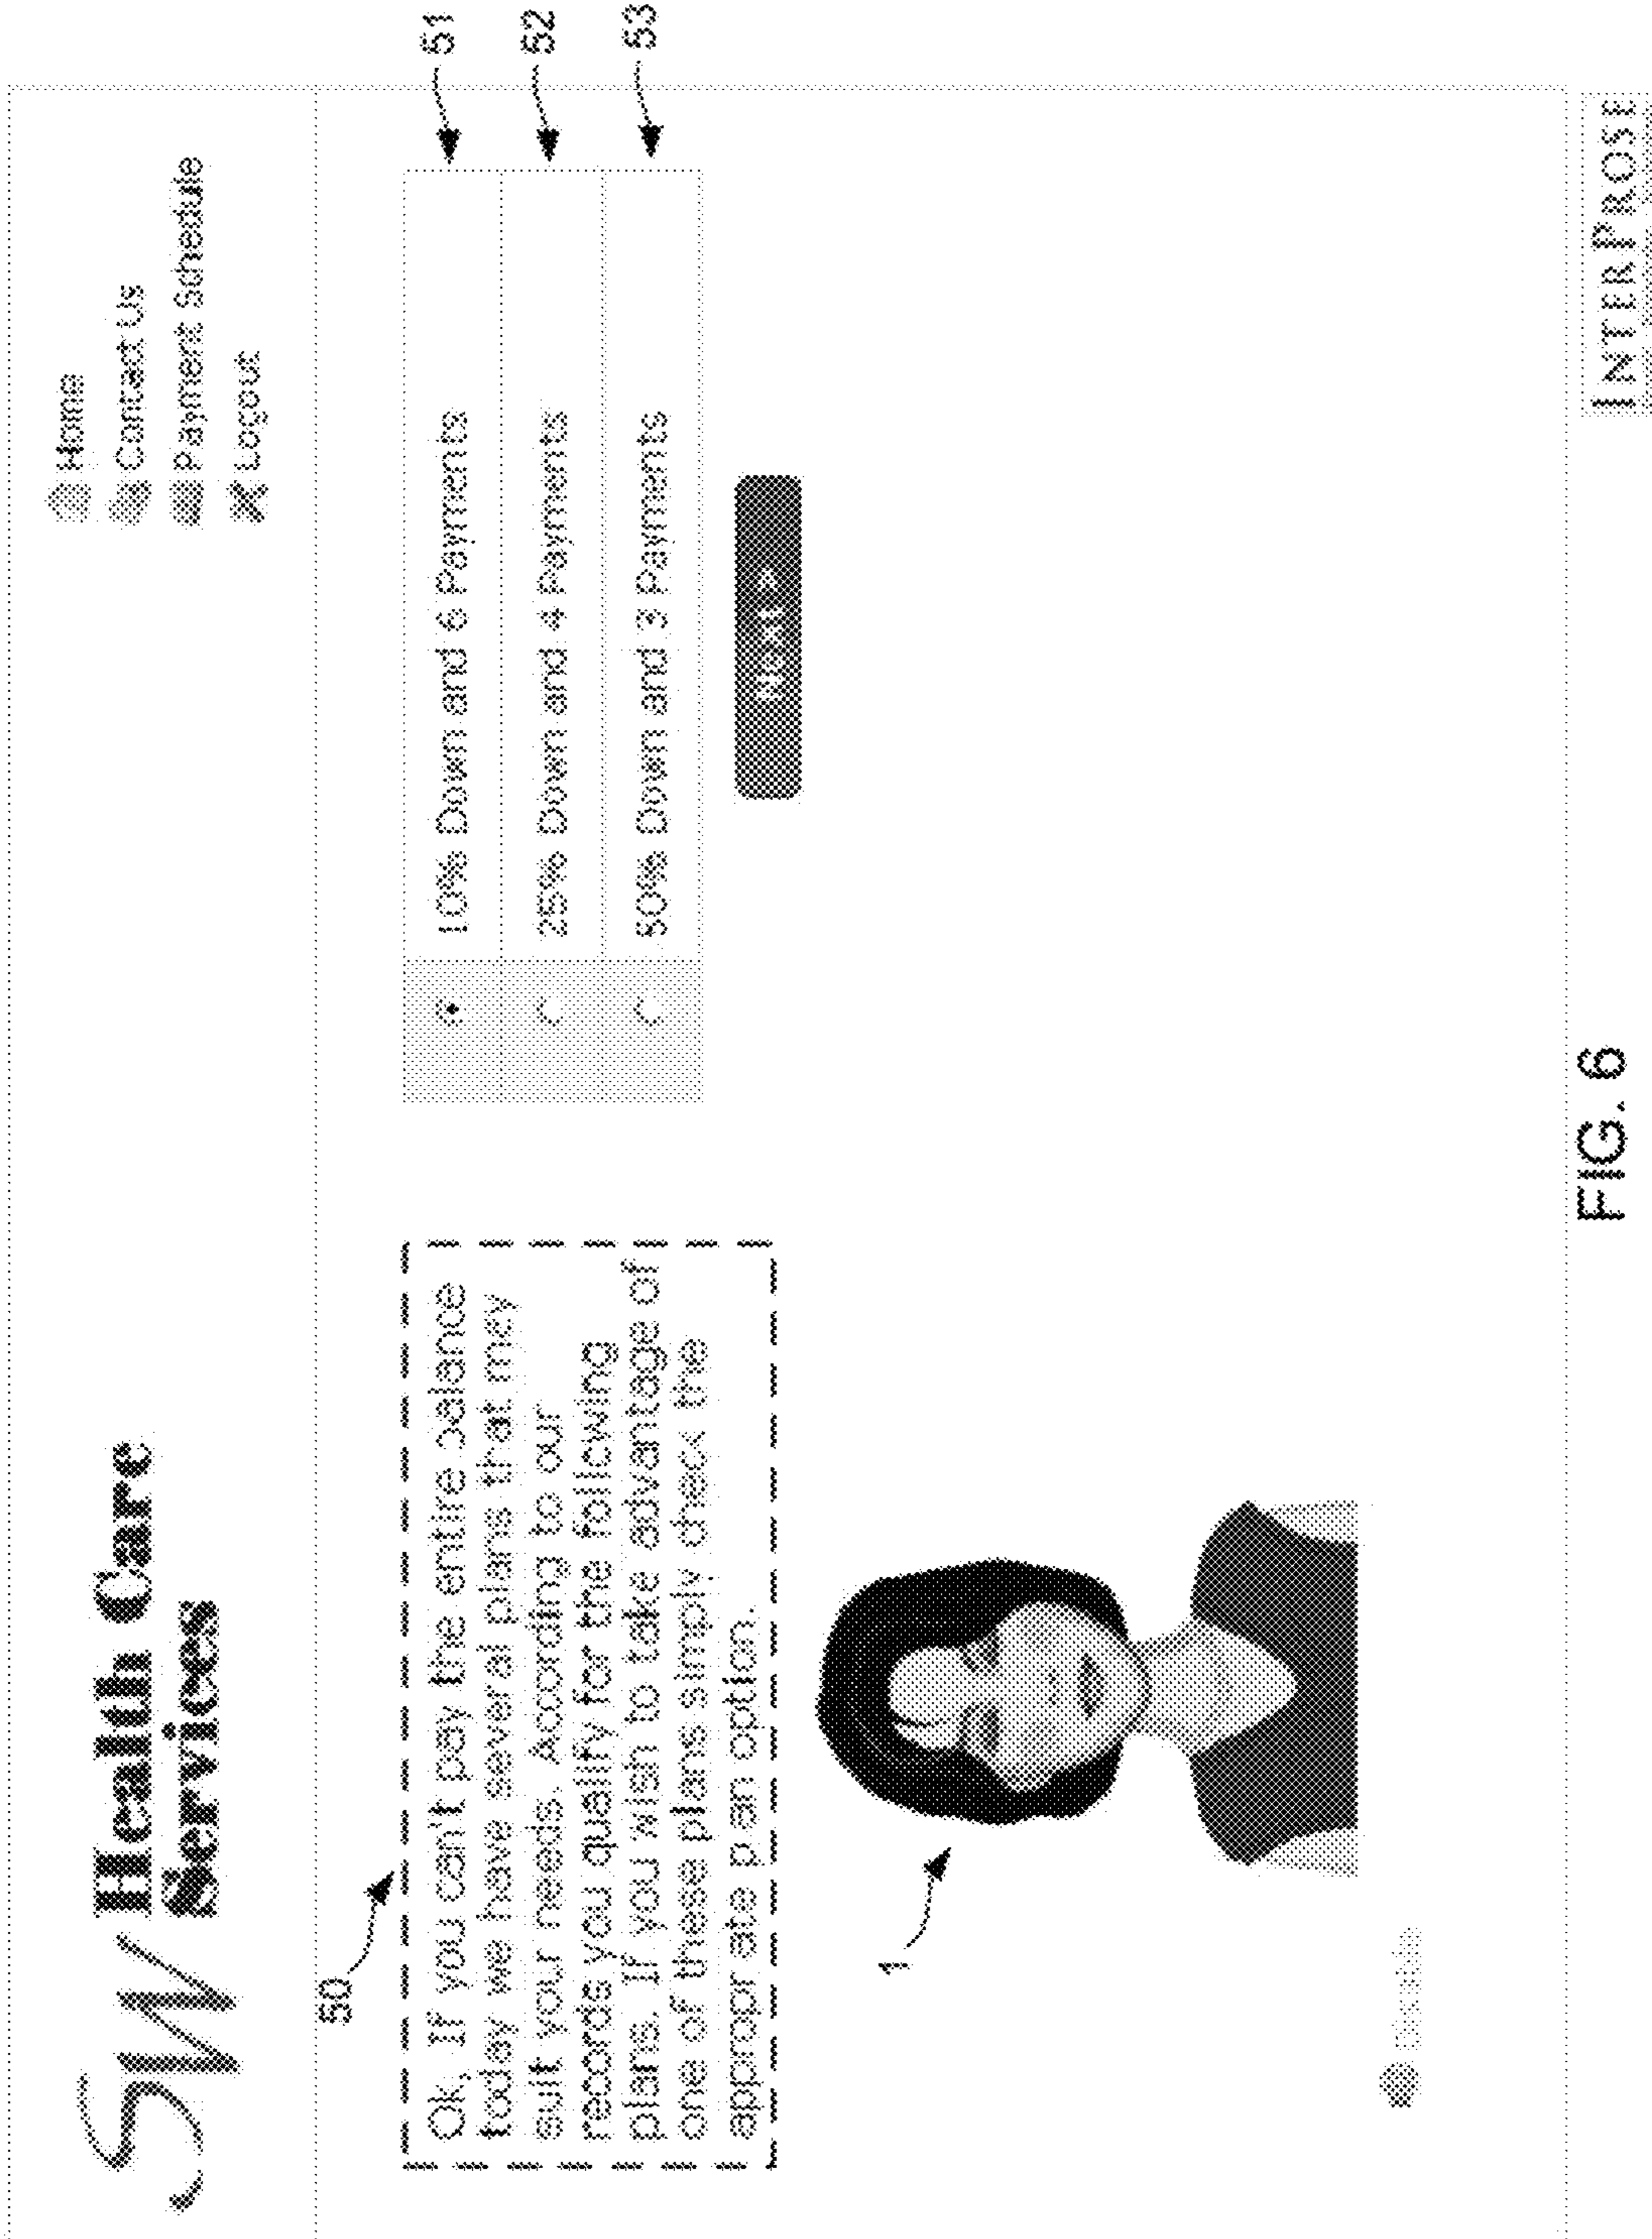 SW Health Care
Services
Home
Contact Us
Payment Schedule
Logout
50
Ok, If you can't pay the entire balance
today we have several plans that may
suit your needs. According to our
records you qualify for the following
plans. If you wish to take advantage of
one of these plans simply check the
appropriate plan option.
1
10% Down and 6 Payments
51
25% Down and 4 Payments
52
50% Down and 3 Payments
53
Next >
INTERPROSE
FIG. 6